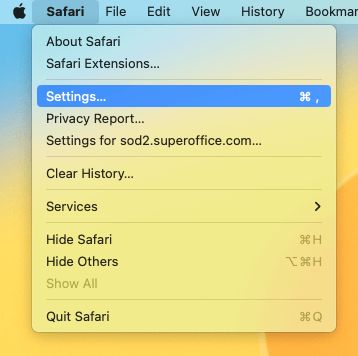 Safari File Edit View History Bookmar
About Safari
Safari Extensions...
Settings... ⌘ ,
Privacy Report...
Settings for sod2.superoffice.com...
Clear History...
Services
Hide Safari ⌘H
Hide Others ⌥⌘H
Show All
Quit Safari ⌘Q